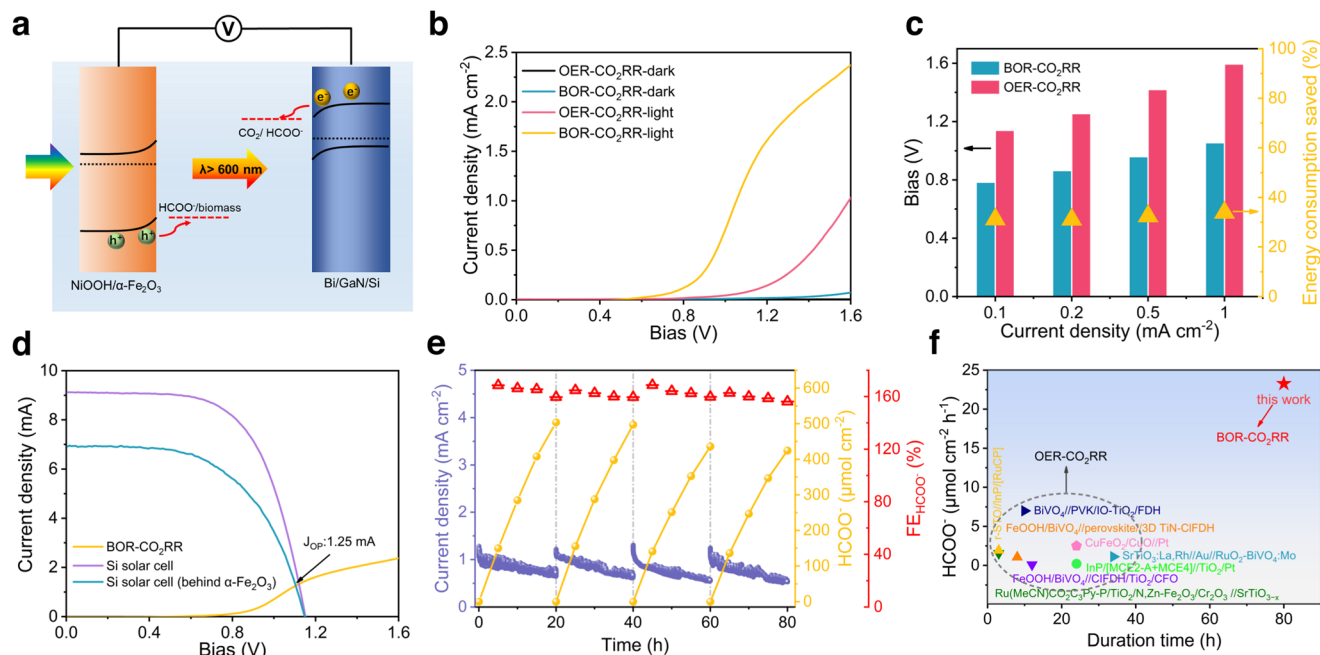 a
V
e⁻ e⁻
CO₂/ HCOO⁻
λ> 600 nm
HCOO⁻/biomass
h⁺ h⁺
NiOOH/α-Fe₂O₃
Bi/GaN/Si
b
Current density (mA cm⁻²)
2.5
2.0
1.5
1.0
0.5
0.0
OER-CO₂RR-dark
BOR-CO₂RR-dark
OER-CO₂RR-light
BOR-CO₂RR-light
0.0 0.4 0.8 1.2 1.6
Bias (V)
c
Bias (V)
1.6
1.2
0.8
0.4
0.0
BOR-CO₂RR
OER-CO₂RR
100
80
60
40
20
0
Energy consumption saved (%)
0.1 0.2 0.5 1
Current density (mA cm⁻²)
d
Current density (mA)
10
8
6
4
2
0
J_OP:1.25 mA
BOR-CO₂RR
Si solar cell
Si solar cell (behind α-Fe₂O₃)
0.0 0.4 0.8 1.2 1.6
Bias (V)
e
Current density (mA cm⁻²)
5
4
3
2
1
0
600
500
400
300
200
100
0
HCOO⁻ (μmol cm⁻²)
160
120
80
40
0
FE_HCOO⁻ (%)
0 20 40 60 80
Time (h)
f
HCOO⁻ (μmol cm⁻² h⁻¹)
25
20
15
10
5
0
this work
BOR-CO₂RR
OER-CO₂RR
BiVO₄//PVK/IO-TiO₂/FDH
FeOOH/BiVO₄//perovskite//3D TiN-ClFDH
CuFeO₂/CuO//Pt
SrTiO₃:La,Rh//Au//RuO₂-BiVO₄:Mo
InP/[MCE2-A+MCE4]//TiO₂/Pt
FeOOH/BiVO₄//ClFDH/TiO₂/CFO
Ru(MeCN)CO₂C₃Py-P/TiO₂/N,Zn-Fe₂O₃/Cr₂O₃ //SrTiO₃₋ₓ
0 20 40 60 80
Duration time (h)